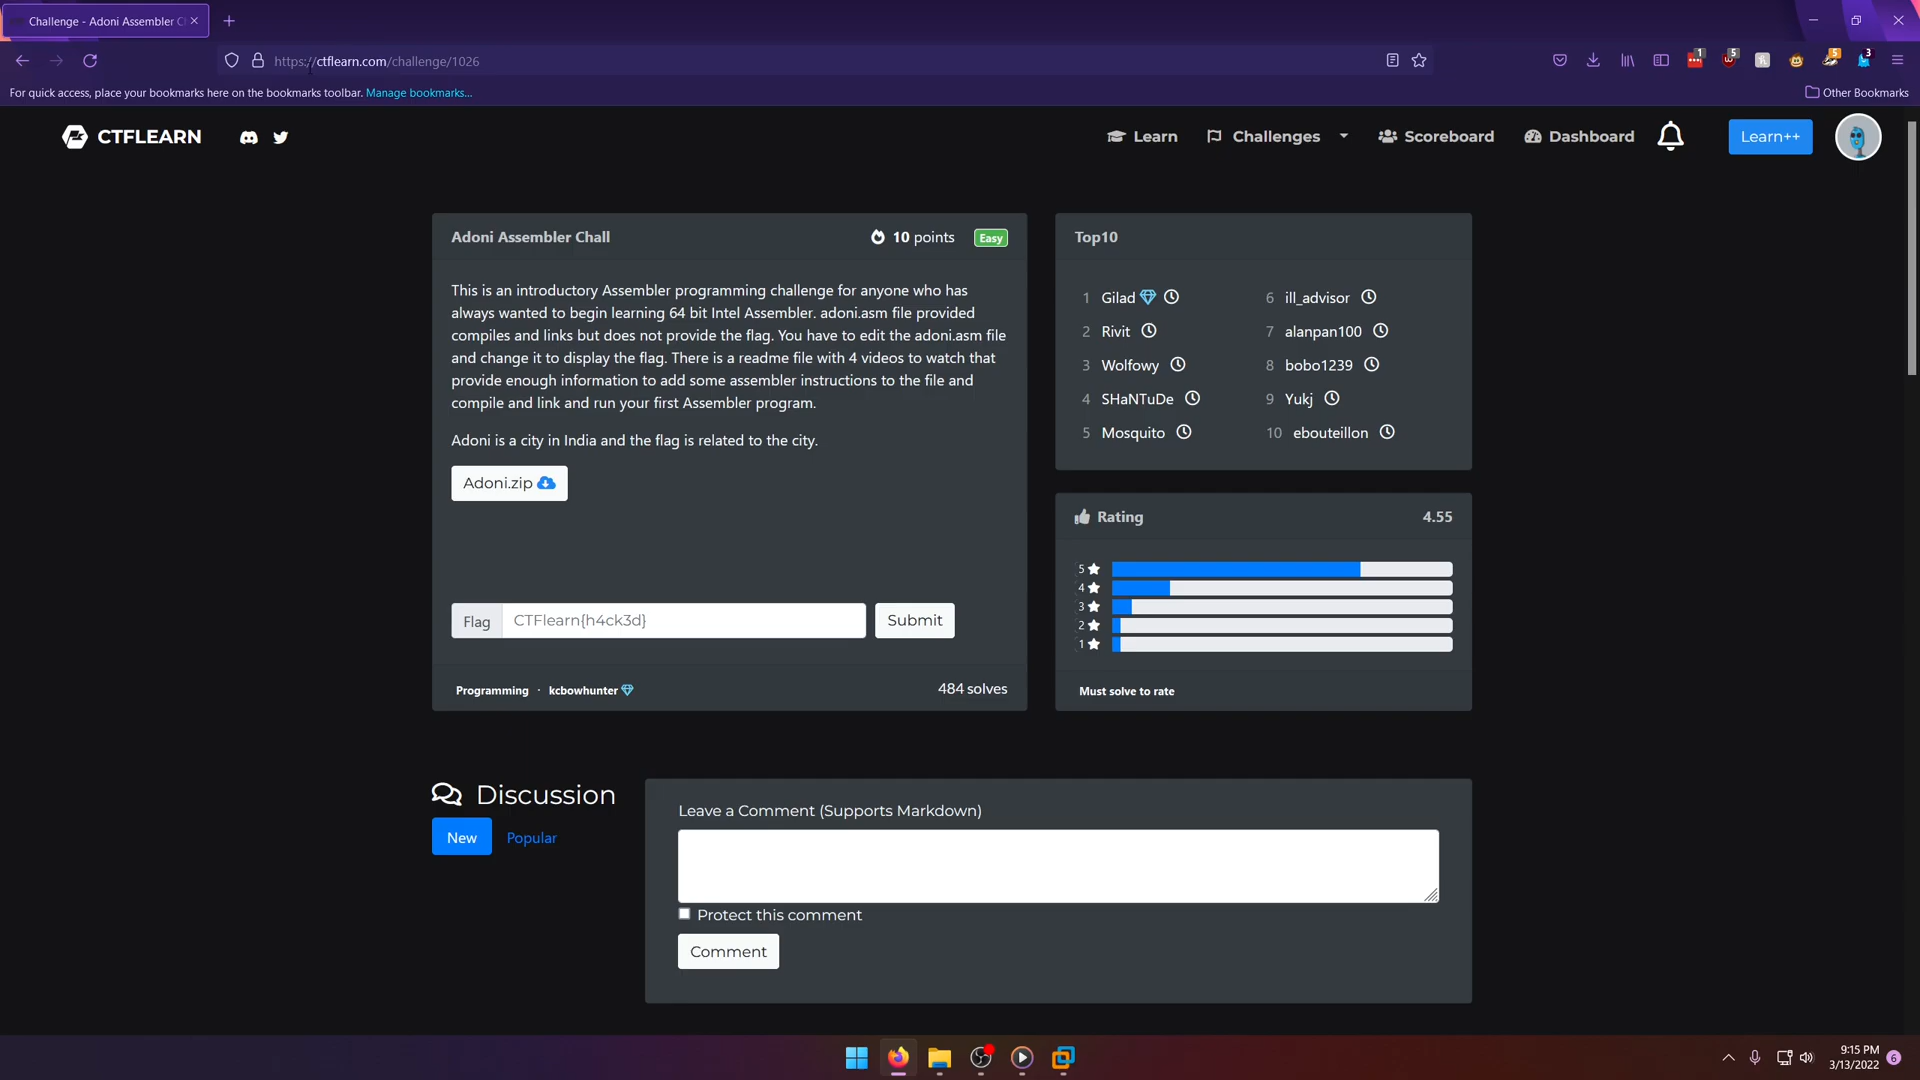 Challenge - Adoni Assembler C
https://ctflearn.com/challenge/1026
1
5
5
3
For quick access, place your bookmarks here on the bookmarks toolbar. Manage bookmarks...
Other Bookmarks
CTFLEARN
Learn
Challenges
Scoreboard
Dashboard
Learn++
Adoni Assembler Chall
10 points
Easy
This is an introductory Assembler programming challenge for anyone who has
always wanted to begin learning 64 bit Intel Assembler. adoni.asm file provided
compiles and links but does not provide the flag. You have to edit the adoni.asm file
and change it to display the flag. There is a readme file with 4 videos to watch that
provide enough information to add some assembler instructions to the file and
compile and link and run your first Assembler program.
Adoni is a city in India and the flag is related to the city.
Adoni.zip
Flag
CTFlearn{h4ck3d}
Submit
Programming · kcbowhunter
484 solves
Top10
1 Gilad
2 Rivit
3 Wolfowy
4 SHaNTuDe
5 Mosquito
6 ill_advisor
7 alanpan100
8 bobo1239
9 Yukj
10 ebouteillon
Rating
4.55
5
4
3
2
1
Must solve to rate
Discussion
New
Popular
Leave a Comment (Supports Markdown)
Protect this comment
Comment
9:15 PM
3/13/2022
6